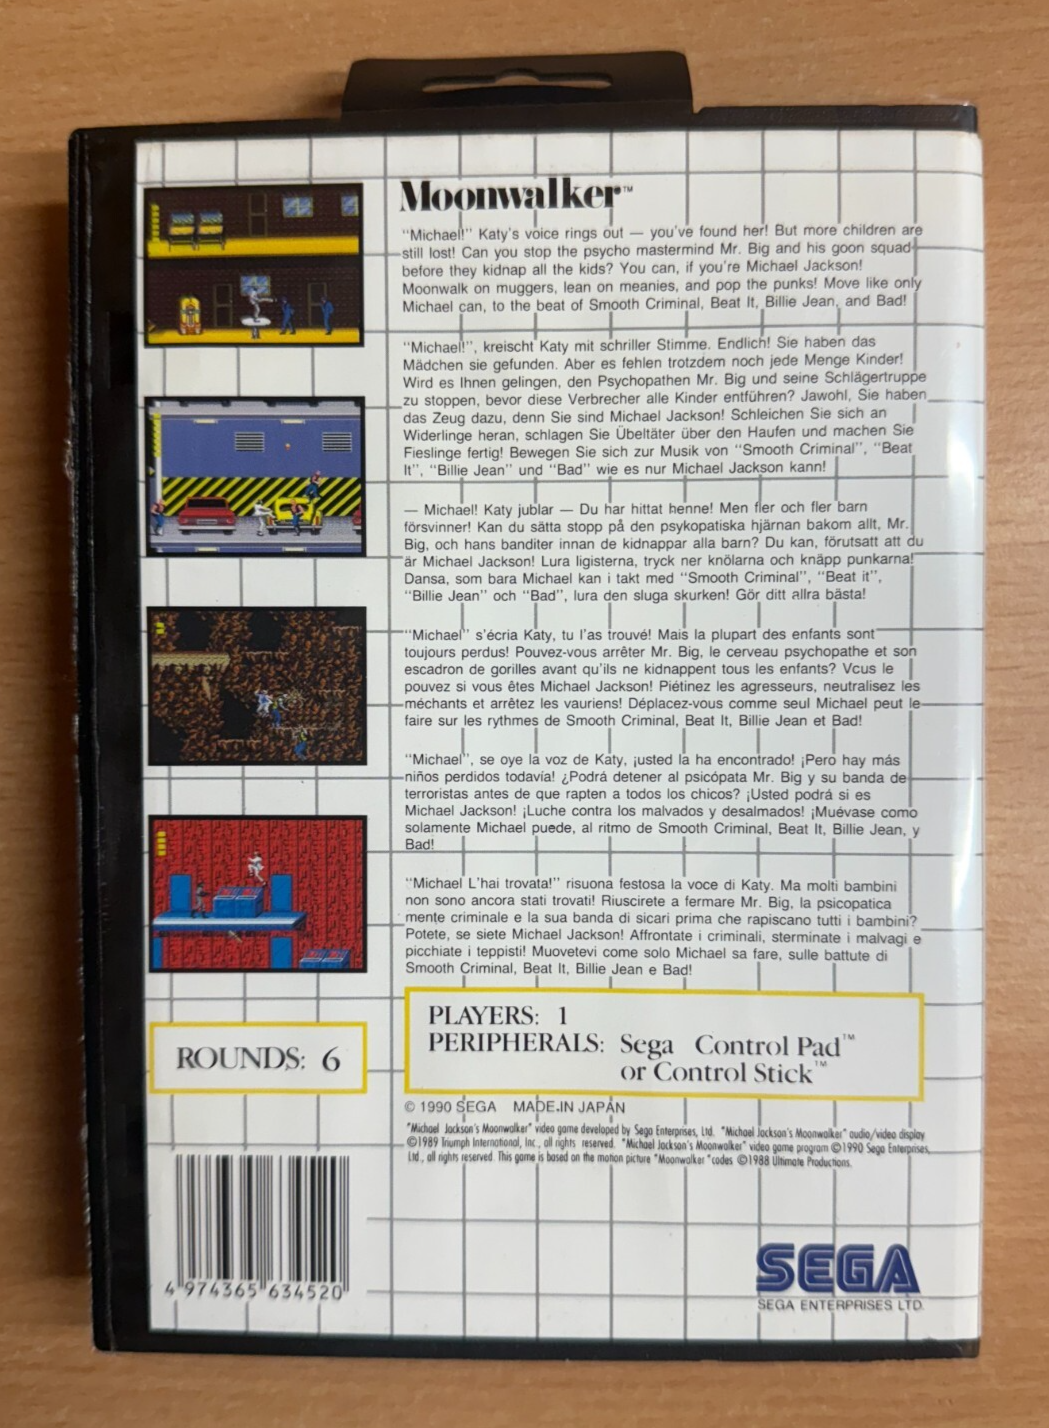 Moonwalker™
"Michael!" Katy's voice rings out — you've found her! But more children are
still lost! Can you stop the psycho mastermind Mr. Big and his goon squad
before they kidnap all the kids? You can, if you're Michael Jackson!
Moonwalk on muggers, lean on meanies, and pop the punks! Move like only
Michael can, to the beat of Smooth Criminal, Beat It, Billie Jean, and Bad!
"Michael!", kreischt Katy mit schriller Stimme. Endlich! Sie haben das
Mädchen sie gefunden. Aber es fehlen trotzdem noch jede Menge Kinder!
Wird es Ihnen gelingen, den Psychopathen Mr. Big und seine Schlägertruppe
zu stoppen, bevor diese Verbrecher alle Kinder entführen? Jawohl, Sie haben
das Zeug dazu, denn Sie sind Michael Jackson! Schleichen Sie sich an
Widerlinge heran, schlagen Sie Übeltäter über den Haufen und machen Sie
Fieslinge fertig! Bewegen Sie sich zur Musik von "Smooth Criminal", "Beat
It", "Billie Jean" und "Bad" wie es nur Michael Jackson kann!
— Michael! Katy jublar — Du har hittat henne! Men fler och fler barn
försvinner! Kan du sätta stopp på den psykopatiska hjärnan bakom allt, Mr.
Big, och hans banditer innan de kidnappar alla barn? Du kan, förutsatt att du
är Michael Jackson! Lura ligisterna, tryck ner knölarna och knäpp punkarna!
Dansa, som bara Michael kan i takt med "Smooth Criminal", "Beat it",
"Billie Jean" och "Bad", lura den sluga skurken! Gör ditt allra bästa!
"Michael" s'écria Katy, tu l'as trouvé! Mais la plupart des enfants sont
toujours perdus! Pouvez-vous arrêter Mr. Big, le cerveau psychopathe et son
escadron de gorilles avant qu'ils ne kidnappent tous les enfants? Vcus le
pouvez si vous êtes Michael Jackson! Piétinez les agresseurs, neutralisez les
méchants et arrêtez les vauriens! Déplacez-vous comme seul Michael peut le
faire sur les rythmes de Smooth Criminal, Beat It, Billie Jean et Bad!
"Michael", se oye la voz de Katy, ¡usted la ha encontrado! ¡Pero hay más
niños perdidos todavía! ¿Podrá detener al psicópata Mr. Big y su banda de
terroristas antes de que rapten a todos los chicos? ¡Usted podrá si es
Michael Jackson! ¡Luche contra los malvados y desalmados! ¡Muévase como
solamente Michael puede, al ritmo de Smooth Criminal, Beat It, Billie Jean, y
Bad!
"Michael L'hai trovata!" risuona festosa la voce di Katy. Ma molti bambini
non sono ancora stati trovati! Riuscirete a fermare Mr. Big, la psicopatica
mente criminale e la sua banda di sicari prima che rapiscano tutti i bambini?
Potete, se siete Michael Jackson! Affrontate i criminali, sterminate i malvagi e
picchiate i teppisti! Muovetevi come solo Michael sa fare, sulle battute di
Smooth Criminal, Beat It, Billie Jean e Bad!
ROUNDS: 6
PLAYERS: 1
PERIPHERALS: Sega Control Pad™
or Control Stick™
© 1990 SEGA MADE IN JAPAN
"Michael Jackson's Moonwalker" video game developed by Sega Enterprises, Ltd. "Michael Jackson's Moonwalker" audio/video display
©1989 Triumph International, Inc., all rights reserved. "Michael Jackson's Moonwalker" video game program ©1990 Sega Enterprises,
Ltd., all rights reserved. This game is based on the motion picture "Moonwalker" codes ©1988 Ultimate Productions.
4 974365 634520
SEGA
SEGA ENTERPRISES LTD.